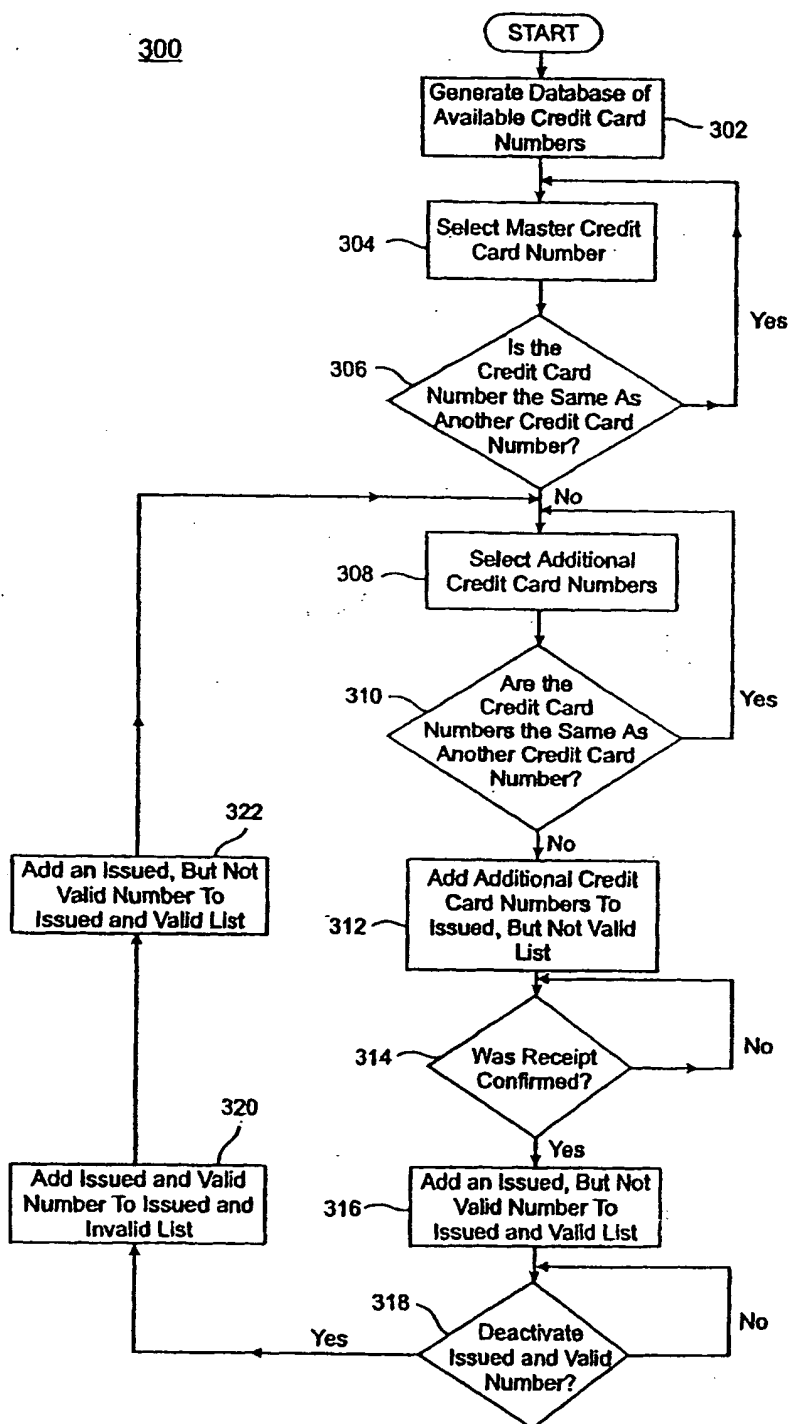 300
START
Generate Database of
Available Credit Card
Numbers
302
304
Select Master Credit
Card Number
Yes
306
Is the
Credit Card
Number the Same As
Another Credit Card
Number?
No
308
Select Additional
Credit Card Numbers
310
Are the
Credit Card
Numbers the Same As
Another Credit Card
Number?
Yes
No
322
Add an Issued, But Not
Valid Number To
Issued and Valid List
312
Add Additional Credit
Card Numbers To
Issued, But Not Valid
List
314
Was Receipt
Confirmed?
No
Yes
320
Add Issued and Valid
Number To Issued and
Invalid List
316
Add an Issued, But Not
Valid Number To
Issued and Valid List
318
Deactivate
Issued and Valid
Number?
No
Yes